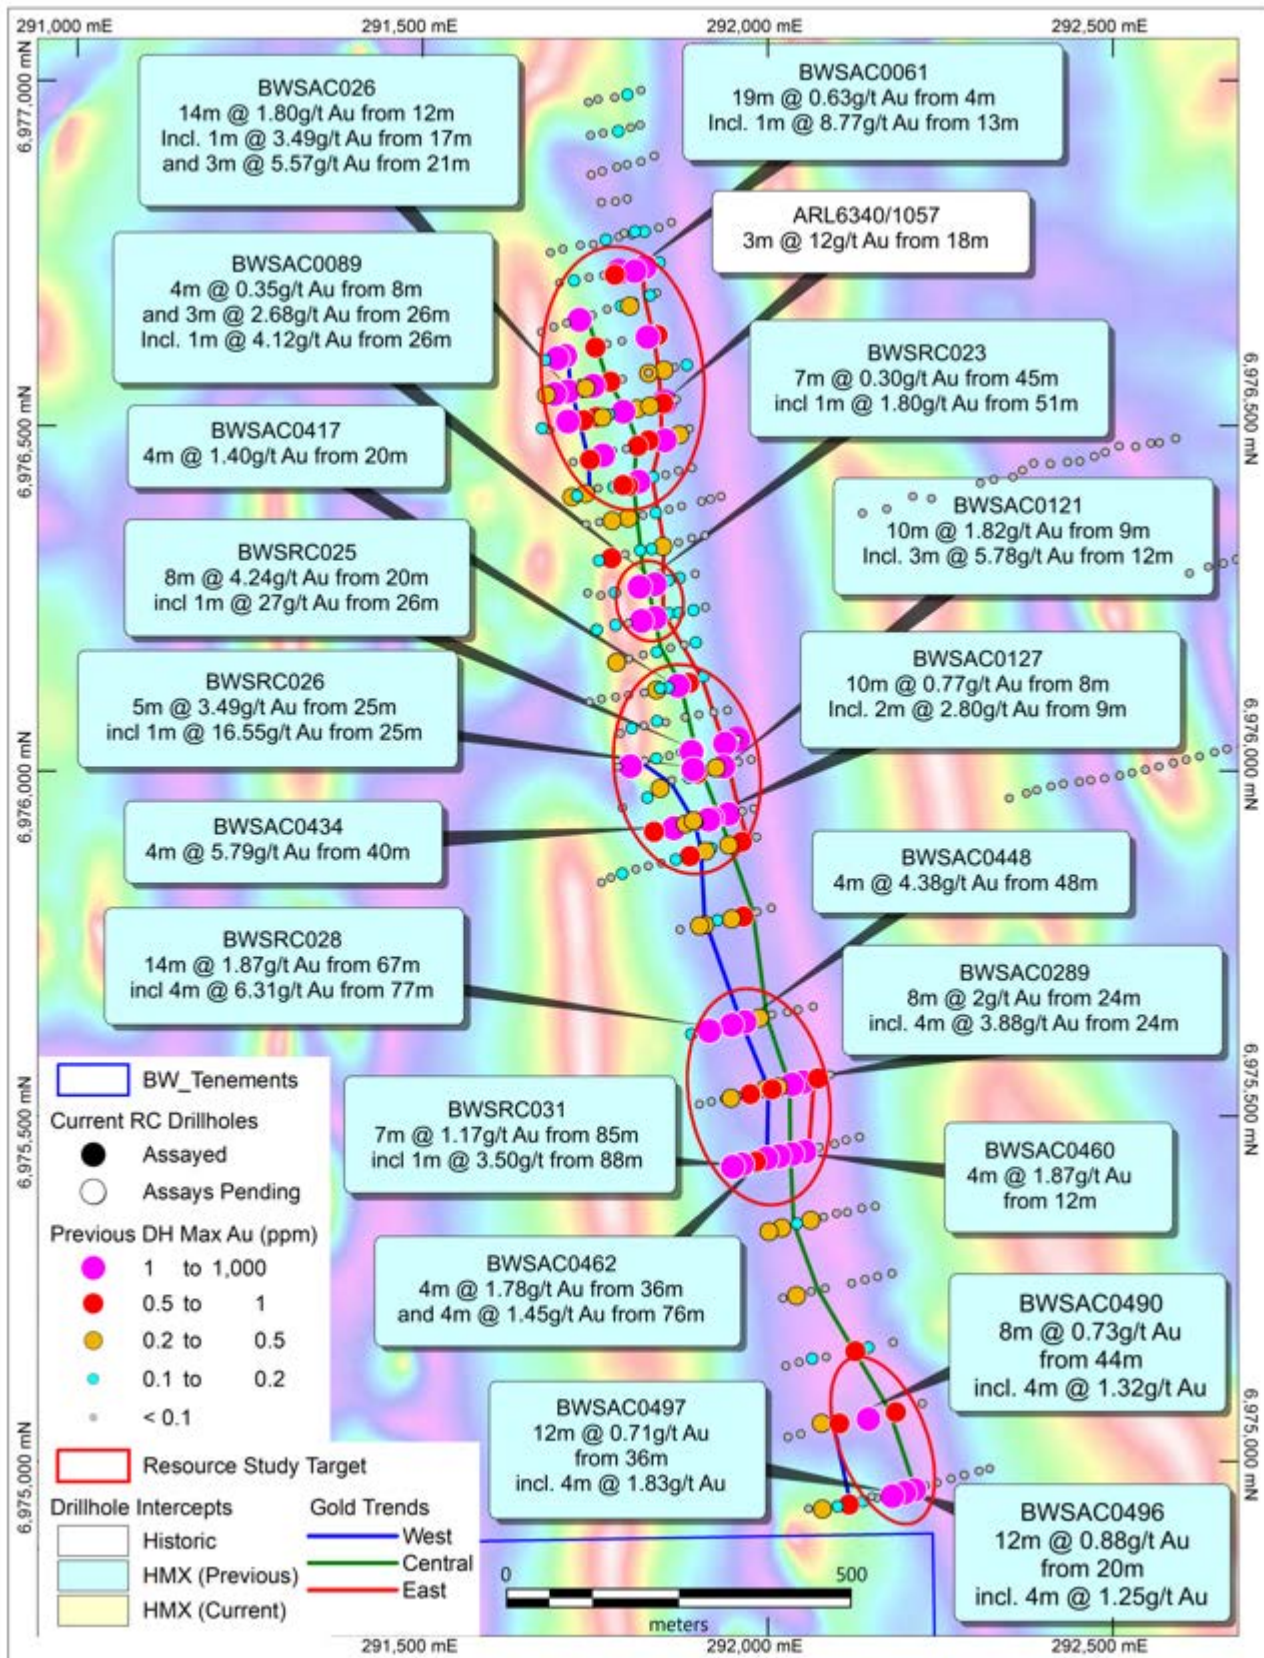 291,000 mE
291,500 mE
292,000 mE
292,500 mE
6,977,000 mN
6,976,500 mN
6,976,000 mN
6,975,500 mN
6,975,000 mN
BWSAC026
14m @ 1.80g/t Au from 12m
Incl. 1m @ 3.49g/t Au from 17m
and 3m @ 5.57g/t Au from 21m
BWSAC0061
19m @ 0.63g/t Au from 4m
Incl. 1m @ 8.77g/t Au from 13m
ARL6340/1057
3m @ 12g/t Au from 18m
BWSAC0089
4m @ 0.35g/t Au from 8m
and 3m @ 2.68g/t Au from 26m
Incl. 1m @ 4.12g/t Au from 26m
BWSRC023
7m @ 0.30g/t Au from 45m
incl 1m @ 1.80g/t Au from 51m
BWSAC0417
4m @ 1.40g/t Au from 20m
BWSAC0121
10m @ 1.82g/t Au from 9m
Incl. 3m @ 5.78g/t Au from 12m
BWSRC025
8m @ 4.24g/t Au from 20m
incl 1m @ 27g/t Au from 26m
BWSAC0127
10m @ 0.77g/t Au from 8m
Incl. 2m @ 2.80g/t Au from 9m
BWSRC026
5m @ 3.49g/t Au from 25m
incl 1m @ 16.55g/t Au from 25m
BWSAC0434
4m @ 5.79g/t Au from 40m
BWSAC0448
4m @ 4.38g/t Au from 48m
BWSRC028
14m @ 1.87g/t Au from 67m
incl 4m @ 6.31g/t Au from 77m
BWSAC0289
8m @ 2g/t Au from 24m
incl. 4m @ 3.88g/t Au from 24m
BWSRC031
7m @ 1.17g/t Au from 85m
incl 1m @ 3.50g/t from 88m
BWSAC0460
4m @ 1.87g/t Au
from 12m
BWSAC0462
4m @ 1.78g/t Au from 36m
and 4m @ 1.45g/t Au from 76m
BWSAC0490
8m @ 0.73g/t Au
from 44m
incl. 4m @ 1.32g/t Au
BWSAC0497
12m @ 0.71g/t Au
from 36m
incl. 4m @ 1.83g/t Au
BWSAC0496
12m @ 0.88g/t Au
from 20m
incl. 4m @ 1.25g/t Au
BW_Tenements
Current RC Drillholes
Assayed
Assays Pending
Previous DH Max Au (ppm)
1 to 1,000
0.5 to 1
0.2 to 0.5
0.1 to 0.2
< 0.1
Resource Study Target
Drillhole Intercepts
Historic
HMX (Previous)
HMX (Current)
Gold Trends
West
Central
East
0
500
meters
6,976,500 mN
6,976,000 mN
6,975,500 mN
6,975,000 mN
291,500 mE
292,000 mE
292,500 mE